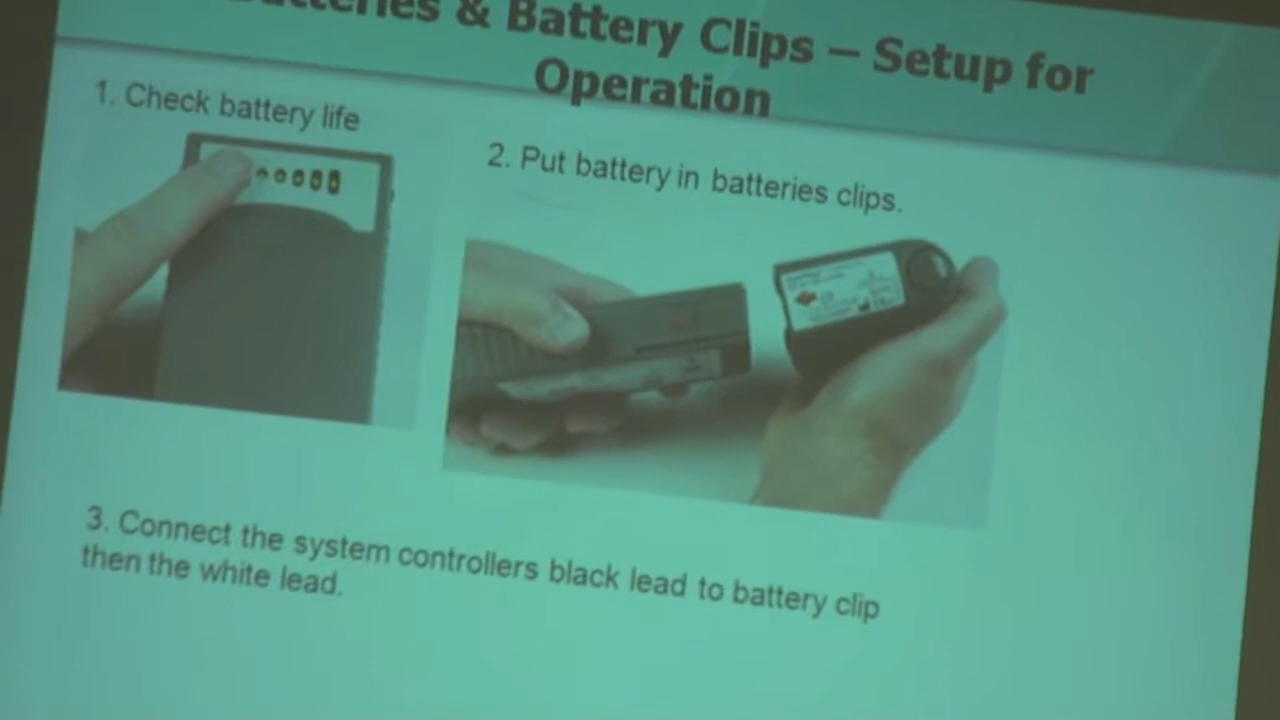 Batteries & Battery Clips – Setup for
Operation
1. Check battery life
2. Put battery in batteries clips.
3. Connect the system controllers black lead to battery clip
then the white lead.